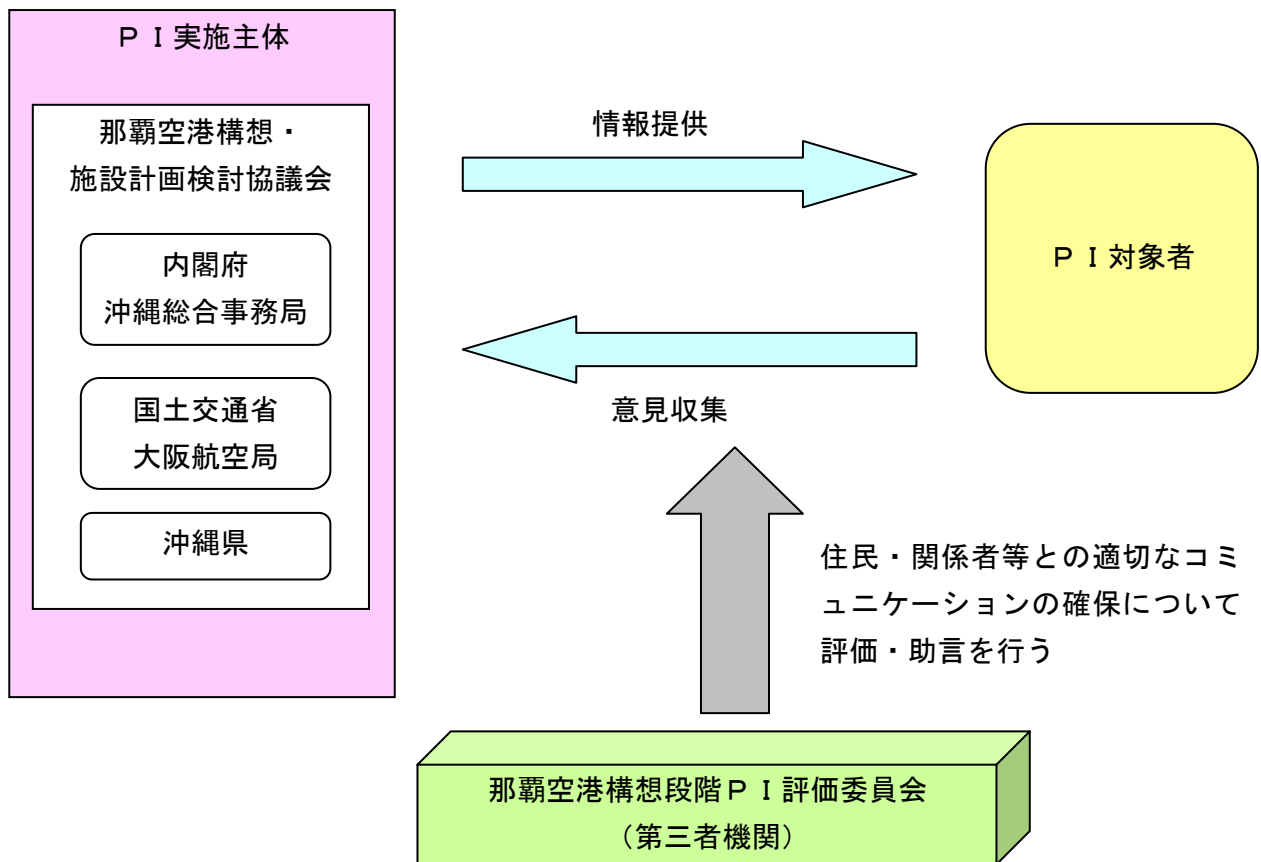 ＰＩ実施主体
那覇空港構想・
施設計画検討協議会
内閣府
沖縄総合事務局
国土交通省
大阪航空局
沖縄県
情報提供
意見収集
ＰＩ対象者
住民・関係者等との適切なコミ
ュニケーションの確保について
評価・助言を行う
那覇空港構想段階ＰＩ評価委員会
（第三者機関）